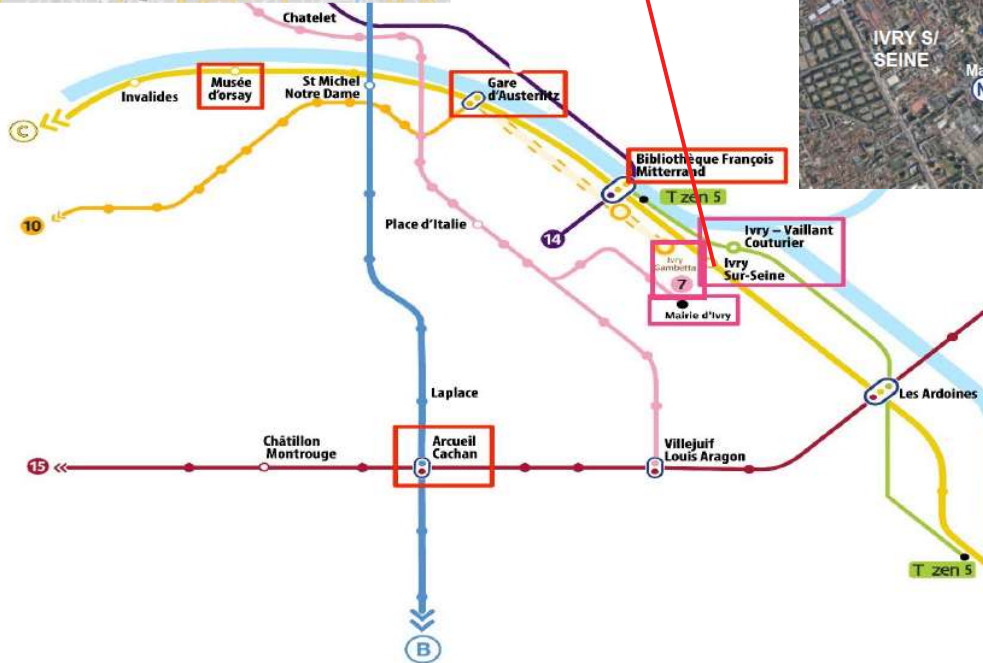 Chatelet
IVRY S/
SEINE
Ma
Invalides
Musée
d'orsay
St Michel
Notre Dame
Gare
d'Austerlitz
C
Bibliothèque François
Mitterrand
T zen 5
10
Place d'Italie
14
Ivry – Vaillant
Couturier
Ivry
Sur-Seine
Ivry
Gambetta
7
Mairie d'Ivry
Laplace
Les Ardoines
Châtillon
Montrouge
Arcueil
Cachan
Villejuif
Louis Aragon
15
T zen 5
B